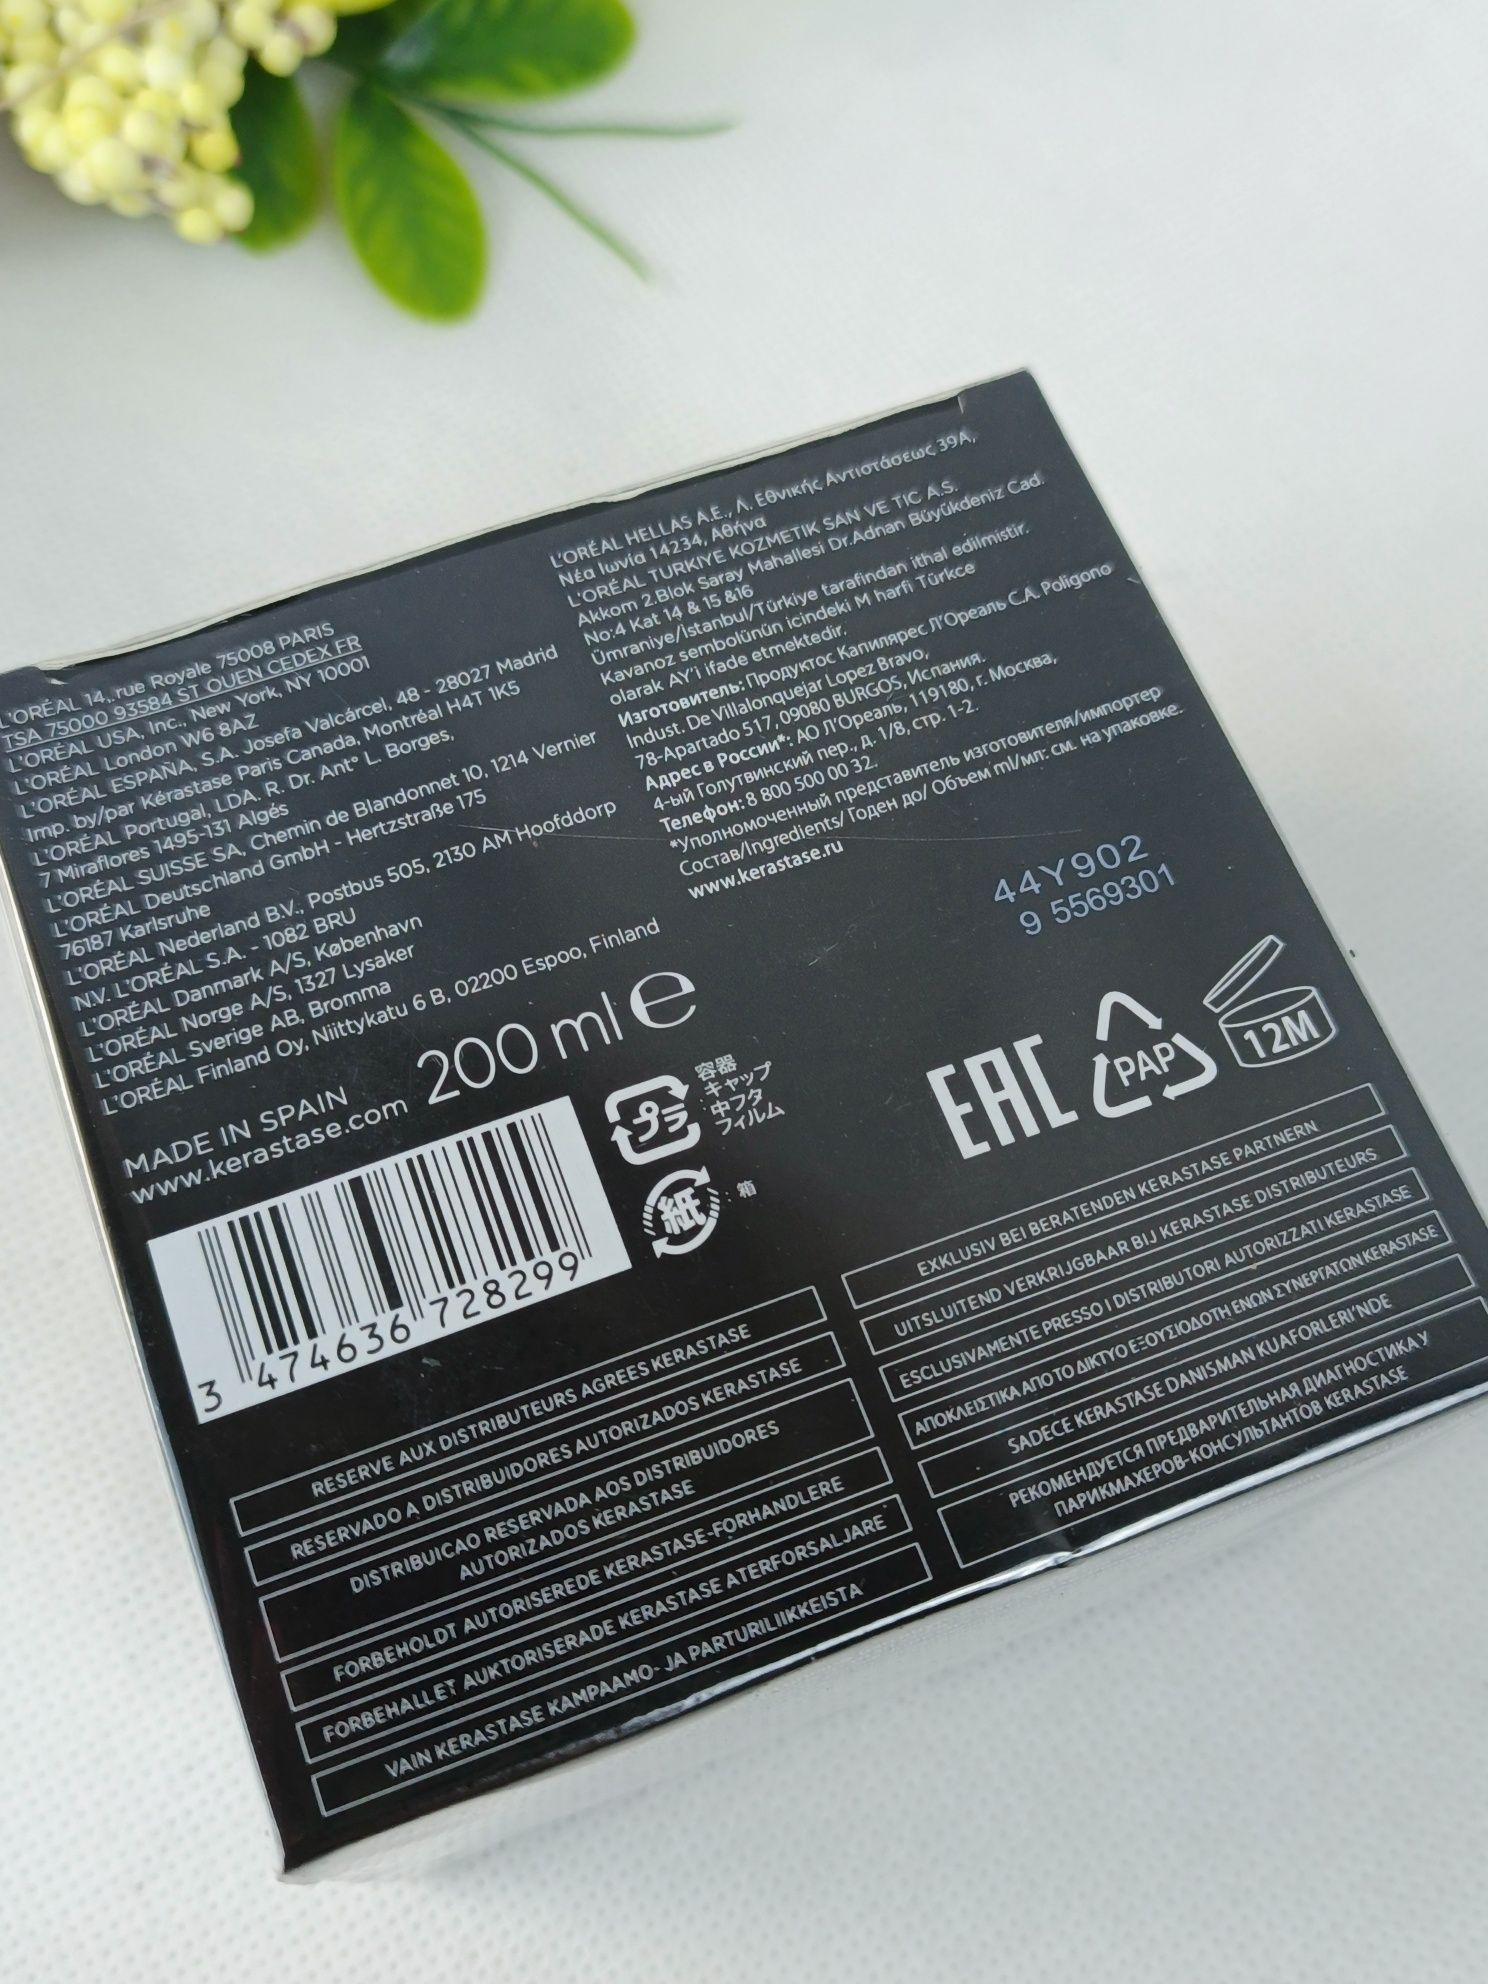 L'ORÉAL 14, rue Royale 75008 PARIS
TSA 75000 93584 ST OUEN CEDEX FR
L'ORÉAL USA, Inc., New York, NY 10001
L'ORÉAL London W6 8AZ
L'ORÉAL ESPAÑA, S.A. Josefa Valcárcel, 48 - 28027 Madrid
Imp. by/par Kérastase Paris Canada, Montréal H4T 1K5
L'ORÉAL Portugal, LDA, R. Dr. Antº L. Borges,
7 Miraflores 1495-131 Algés
L'ORÉAL SUISSE SA, Chemin de Blandonnet 10, 1214 Vernier
L'ORÉAL Deutschland GmbH - Hertzstraße 175
76187 Karlsruhe
L'ORÉAL Nederland B.V., Postbus 505, 2130 AM Hoofddorp
N.V. L'ORÉAL S.A. - 1082 BRU
L'ORÉAL Danmark A/S, København
L'ORÉAL Norge A/S, 1327 Lysaker
L'ORÉAL Sverige AB, Bromma
L'ORÉAL Finland Oy, Niittykatu 6 B, 02200 Espoo, Finland
MADE IN SPAIN
www.kerastase.com
200 ml e
L'ORÉAL HELLAS A.E., Λ. Εθνικής Αντιστάσεως 39Α,
Νέα Ιωνία 14234, Αθήνα
L'ORÉAL TURKIYE KOZMETIK SAN VE TIC A.S.
Akkom 2.Blok Saray Mahallesi Dr.Adnan Büyükdeniz Cad.
No:4 Kat 14 & 15 &16
Ümraniye/İstanbul/Türkiye tarafindan ithal edilmistir.
Kavanoz sembolünün icindeki M harfi Türkce
olarak AY'i ifade etmektedir.
Изготовитель: Продуктос Капилярес Л'Ореаль С.А. Poligono
Indust. De Villalonquejar Lopez Bravo,
78-Apartado 517, 09080 BURGOS, Испания.
Адрес в России*: АО Л'Ореаль, 119180, г. Москва,
4-ый Голутвинский пер., д. 1/8, стр. 1-2.
Телефон: 8 800 500 00 32.
*Уполномоченный представитель изготовителя/импортер
Состав/Ingredients/ Годен до/ Объем ml/мл: см. на упаковке.
www.kerastase.ru
44Y902
9 5569301
プラ
容器
キャップ
中フタ
フィルム
紙
: 箱
EAC
PAP
12M
3 474636 728299
RESERVE AUX DISTRIBUTEURS AGREES KERASTASE
RESERVADO A DISTRIBUIDORES AUTORIZADOS KERASTASE
DISTRIBUICAO RESERVADA AOS DISTRIBUIDORES
AUTORIZADOS KERASTASE
FORBEHOLDT AUTORISEREDE KERASTASE-FORHANDLERE
FORBEHALLET AUKTORISERADE KERASTASE ATERFORSALJARE
VAIN KERASTASE KAMPAAMO- JA PARTURILIIKKEISTA
EXKLUSIV BEI BERATENDEN KERASTASE PARTNERN
UITSLUITEND VERKRIJGBAAR BIJ KERASTASE DISTRIBUTEURS
ESCLUSIVAMENTE PRESSO I DISTRIBUTORI AUTORIZZATI KERASTASE
ΑΠΟΚΛΕΙΣΤΙΚΑ ΑΠΟ ΤΟ ΔΙΚΤΥΟ ΕΞΟΥΣΙΟΔΟΤΗΜΕΝΩΝ ΣΥΝΕΡΓΑΤΩΝ KERASTASE
SADECE KERASTASE DANISMAN KUAFORLERI'NDE
РЕКОМЕНДУЕТСЯ ПРЕДВАРИТЕЛЬНАЯ ДИАГНОСТИКА У
ПАРИКМАХЕРОВ-КОНСУЛЬТАНТОВ KERASTASE